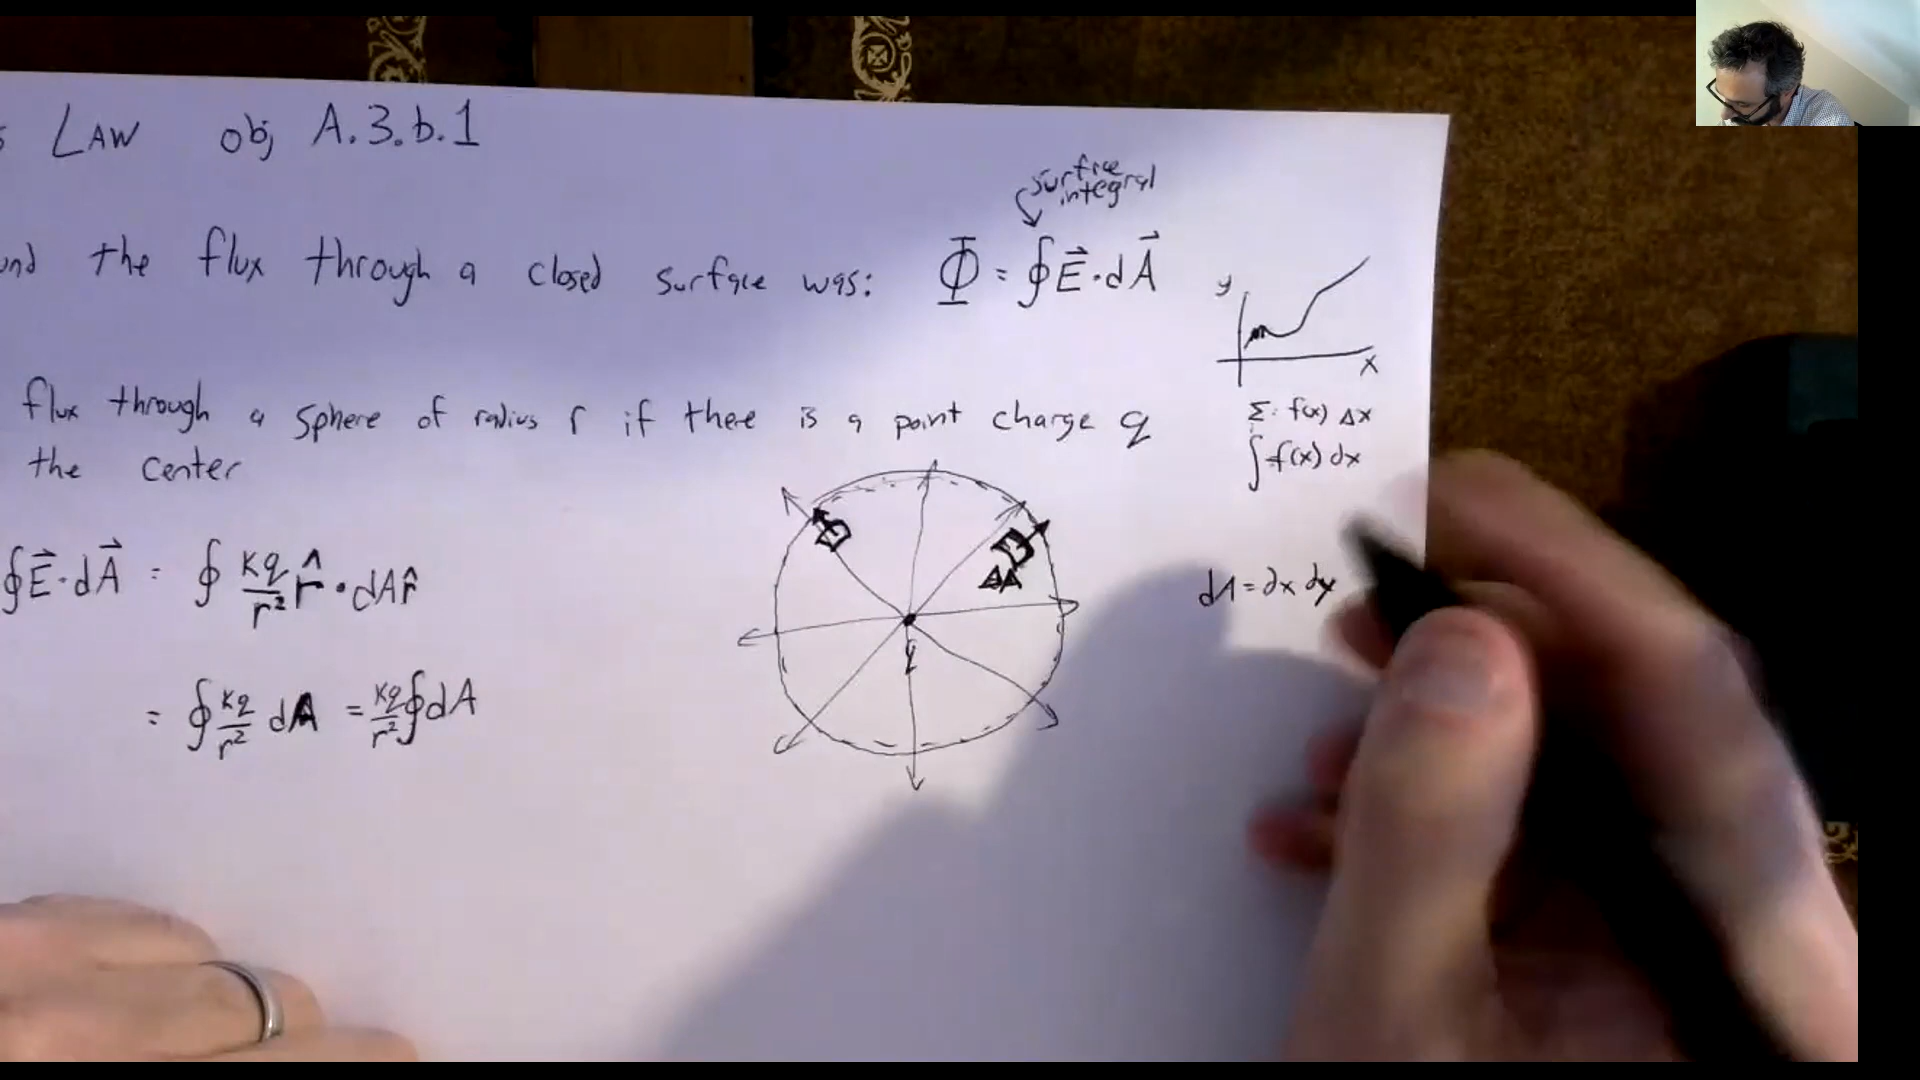 LAW obj A.3.b.1
surface
integral
the flux through a closed surface was: Φ = ∮E⃗·dA⃗
y
x
flux through a sphere of radius r if there is a point charge q
the center
Σ f(x) Δx
∫f(x) dx
∮E⃗·dA⃗ = ∮ kq/r² r̂ · dA r̂
ΔA
dA = dx dy
q
= ∮ kq/r² dA = kq/r² ∮dA